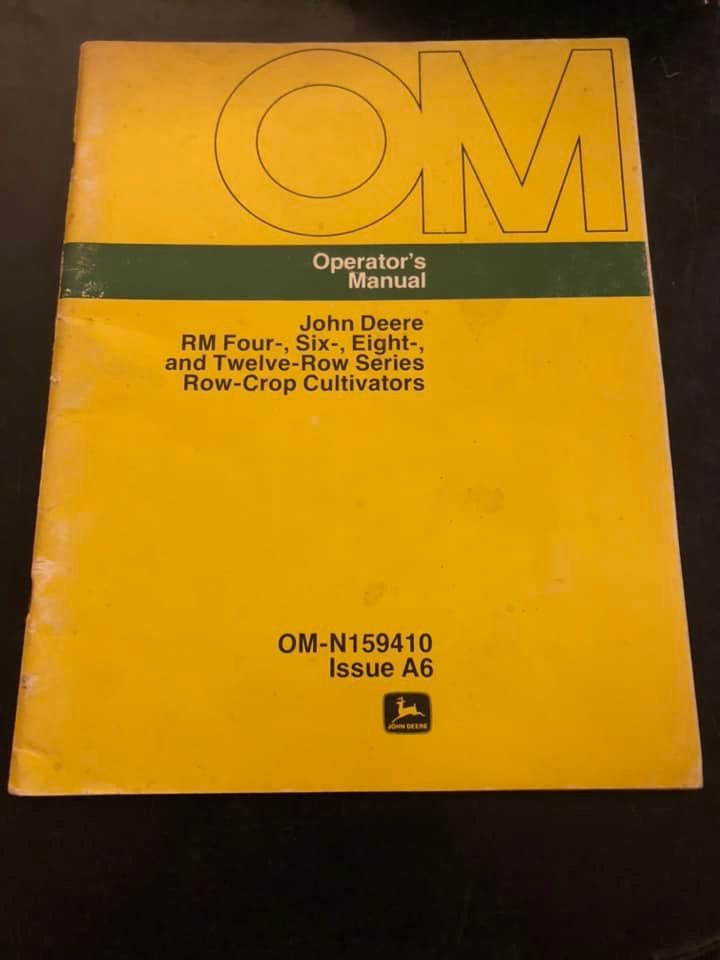 OM
Operator's
Manual
John Deere
RM Four-, Six-, Eight-,
and Twelve-Row Series
Row-Crop Cultivators
OM-N159410
Issue A6
JOHN DEERE